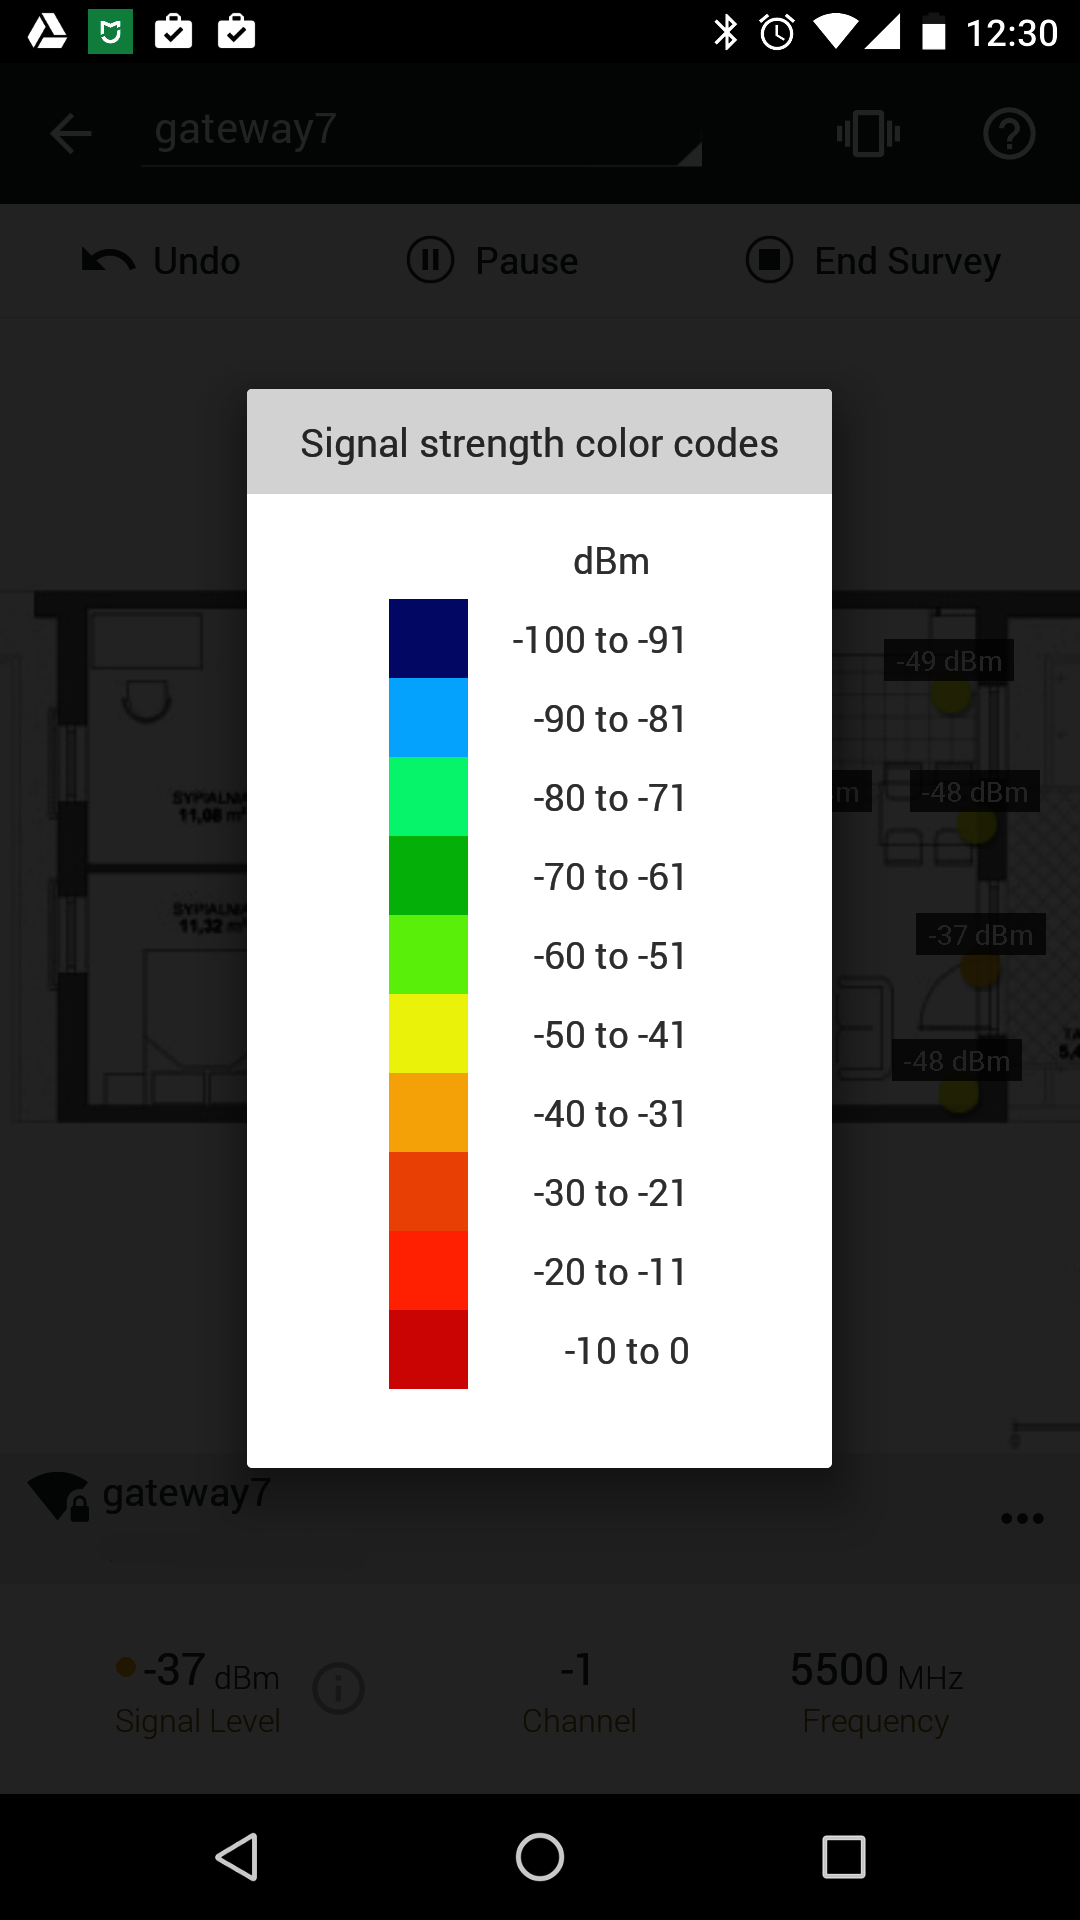 12:30
gateway7
Undo
Pause
End Survey
Signal strength color codes
dBm
-100 to -91
-90 to -81
-80 to -71
-70 to -61
-60 to -51
-50 to -41
-40 to -31
-30 to -21
-20 to -11
-10 to 0
-49 dBm
m
-48 dBm
-37 dBm
-48 dBm
SYPIALNIA
11,08 m²
SYPIALNIA
11,32 m²
gateway7
-37 dBm
Signal Level
-1
Channel
5500 MHz
Frequency